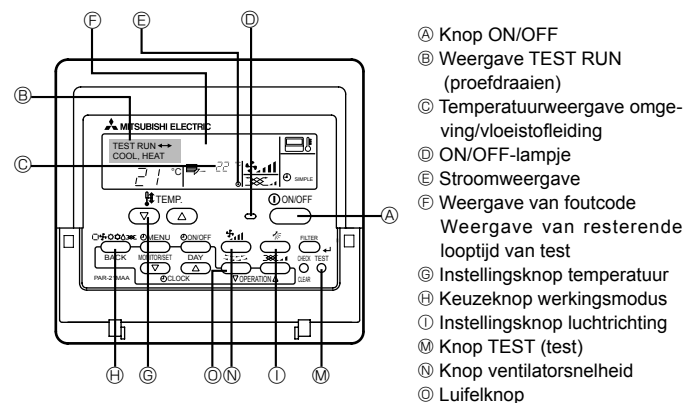 Ⓕ Ⓔ Ⓓ
Ⓑ
Ⓒ
Ⓐ
MITSUBISHI ELECTRIC
TEST RUN
COOL, HEAT
21 °C
22 °C
SIMPLE
TEMP.
ON/OFF
MENU
ON/OFF
FILTER
BACK
MONITOR/SET
DAY
CHECK TEST
PAR-21MAA
CLOCK
OPERATION
CLEAR
Ⓗ Ⓖ Ⓞ Ⓝ Ⓘ Ⓜ
Ⓐ Knop ON/OFF
Ⓑ Weergave TEST RUN
(proefdraaien)
Ⓒ Temperatuurweergave omge-
ving/vloeistofleiding
Ⓓ ON/OFF-lampje
Ⓔ Stroomweergave
Ⓕ Weergave van foutcode
Weergave van resterende
looptijd van test
Ⓖ Instellingsknop temperatuur
Ⓗ Keuzeknop werkingsmodus
Ⓘ Instellingsknop luchtrichting
Ⓜ Knop TEST (test)
Ⓝ Knop ventilatorsnelheid
Ⓞ Luifelknop